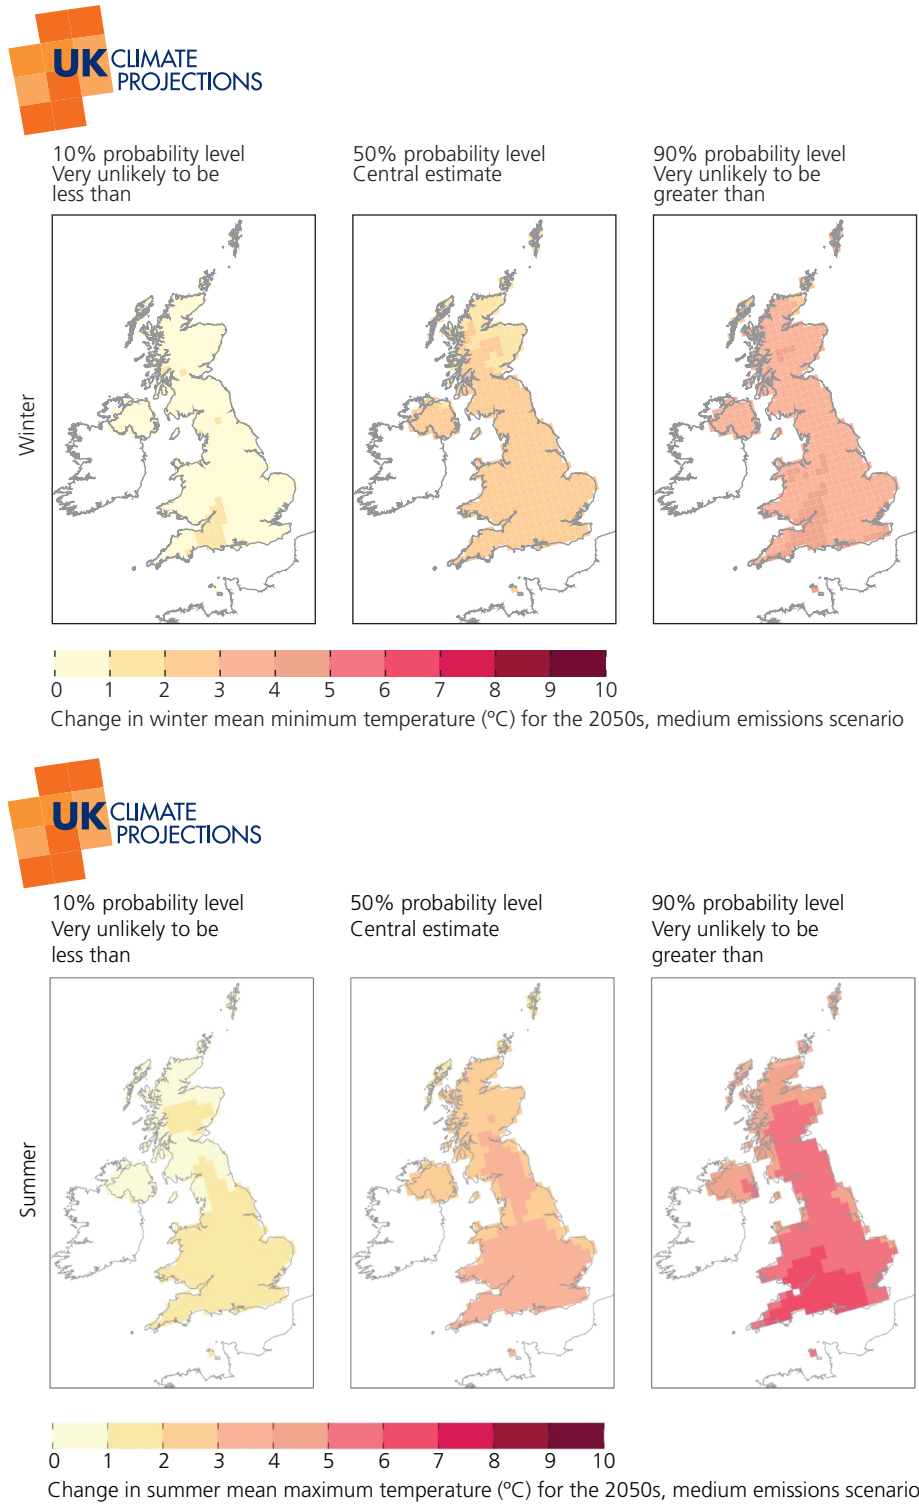 UK CLIMATE
PROJECTIONS
10% probability level
Very unlikely to be
less than
50% probability level
Central estimate
90% probability level
Very unlikely to be
greater than
Winter
0 1 2 3 4 5 6 7 8 9 10
Change in winter mean minimum temperature (ºC) for the 2050s, medium emissions scenario
UK CLIMATE
PROJECTIONS
10% probability level
Very unlikely to be
less than
50% probability level
Central estimate
90% probability level
Very unlikely to be
greater than
Summer
0 1 2 3 4 5 6 7 8 9 10
Change in summer mean maximum temperature (ºC) for the 2050s, medium emissions scenario